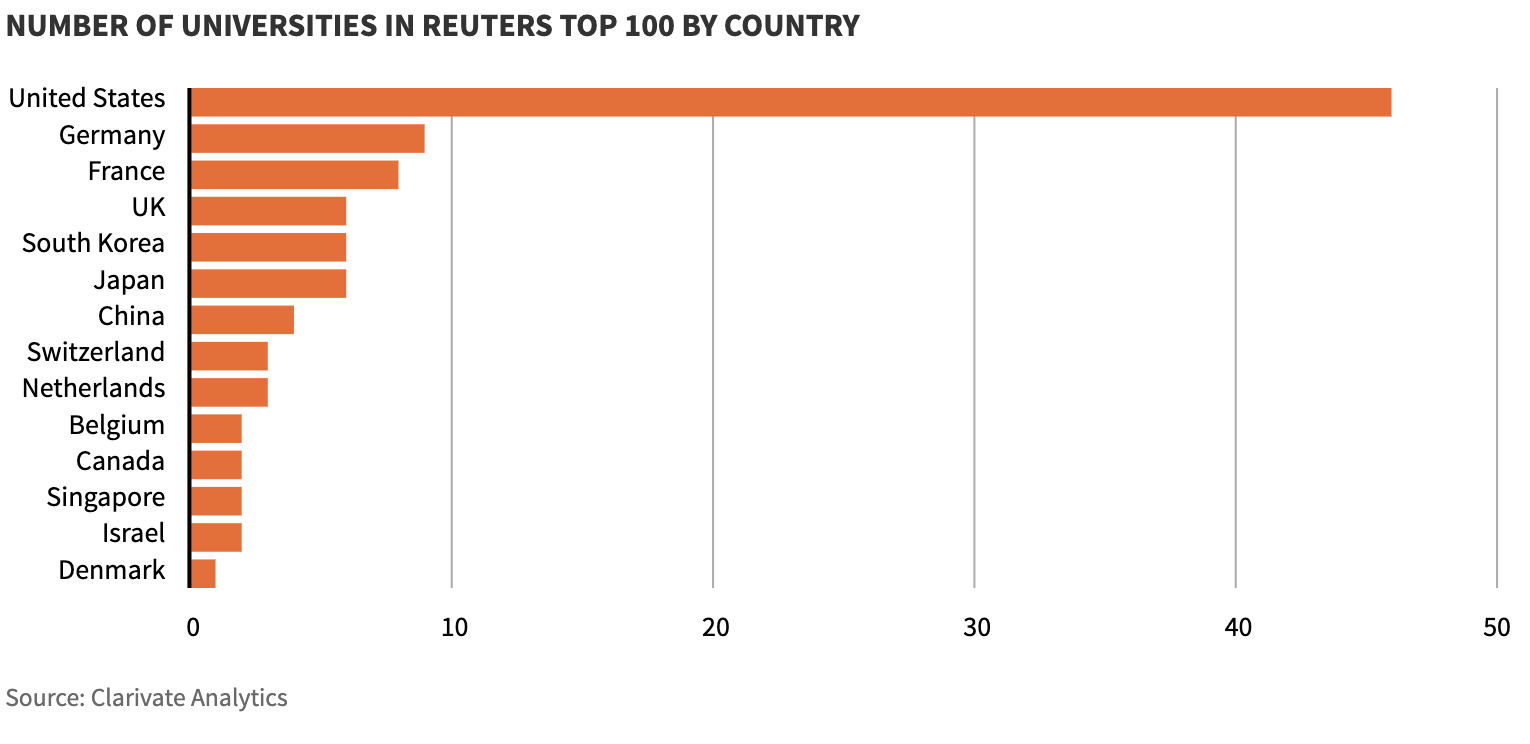 NUMBER OF UNIVERSITIES IN REUTERS TOP 100 BY COUNTRY
United States
Germany
France
UK
South Korea
Japan
China
Switzerland
Netherlands
Belgium
Canada
Singapore
Israel
Denmark
0 10 20 30 40 50
Source: Clarivate Analytics